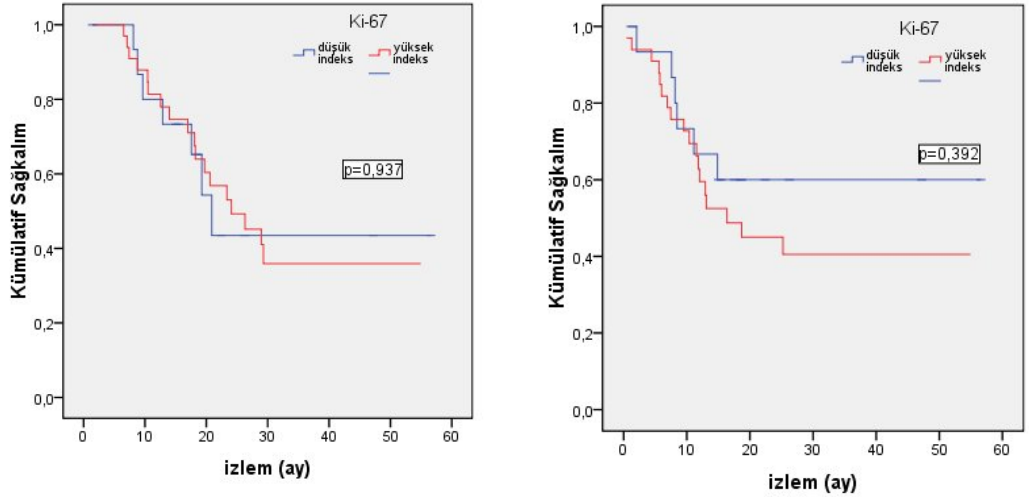 Ki-67
düşük indeks
yüksek indeks
p=0,937
Kümülatif Sağkalım
1,0
0,8
0,6
0,4
0,2
0,0
0 10 20 30 40 50 60
izlem (ay)
Ki-67
düşük indeks
yüksek indeks
p=0,392
Kümülatif Sağkalım
1,0
0,8
0,6
0,4
0,2
0,0
0 10 20 30 40 50 60
izlem (ay)